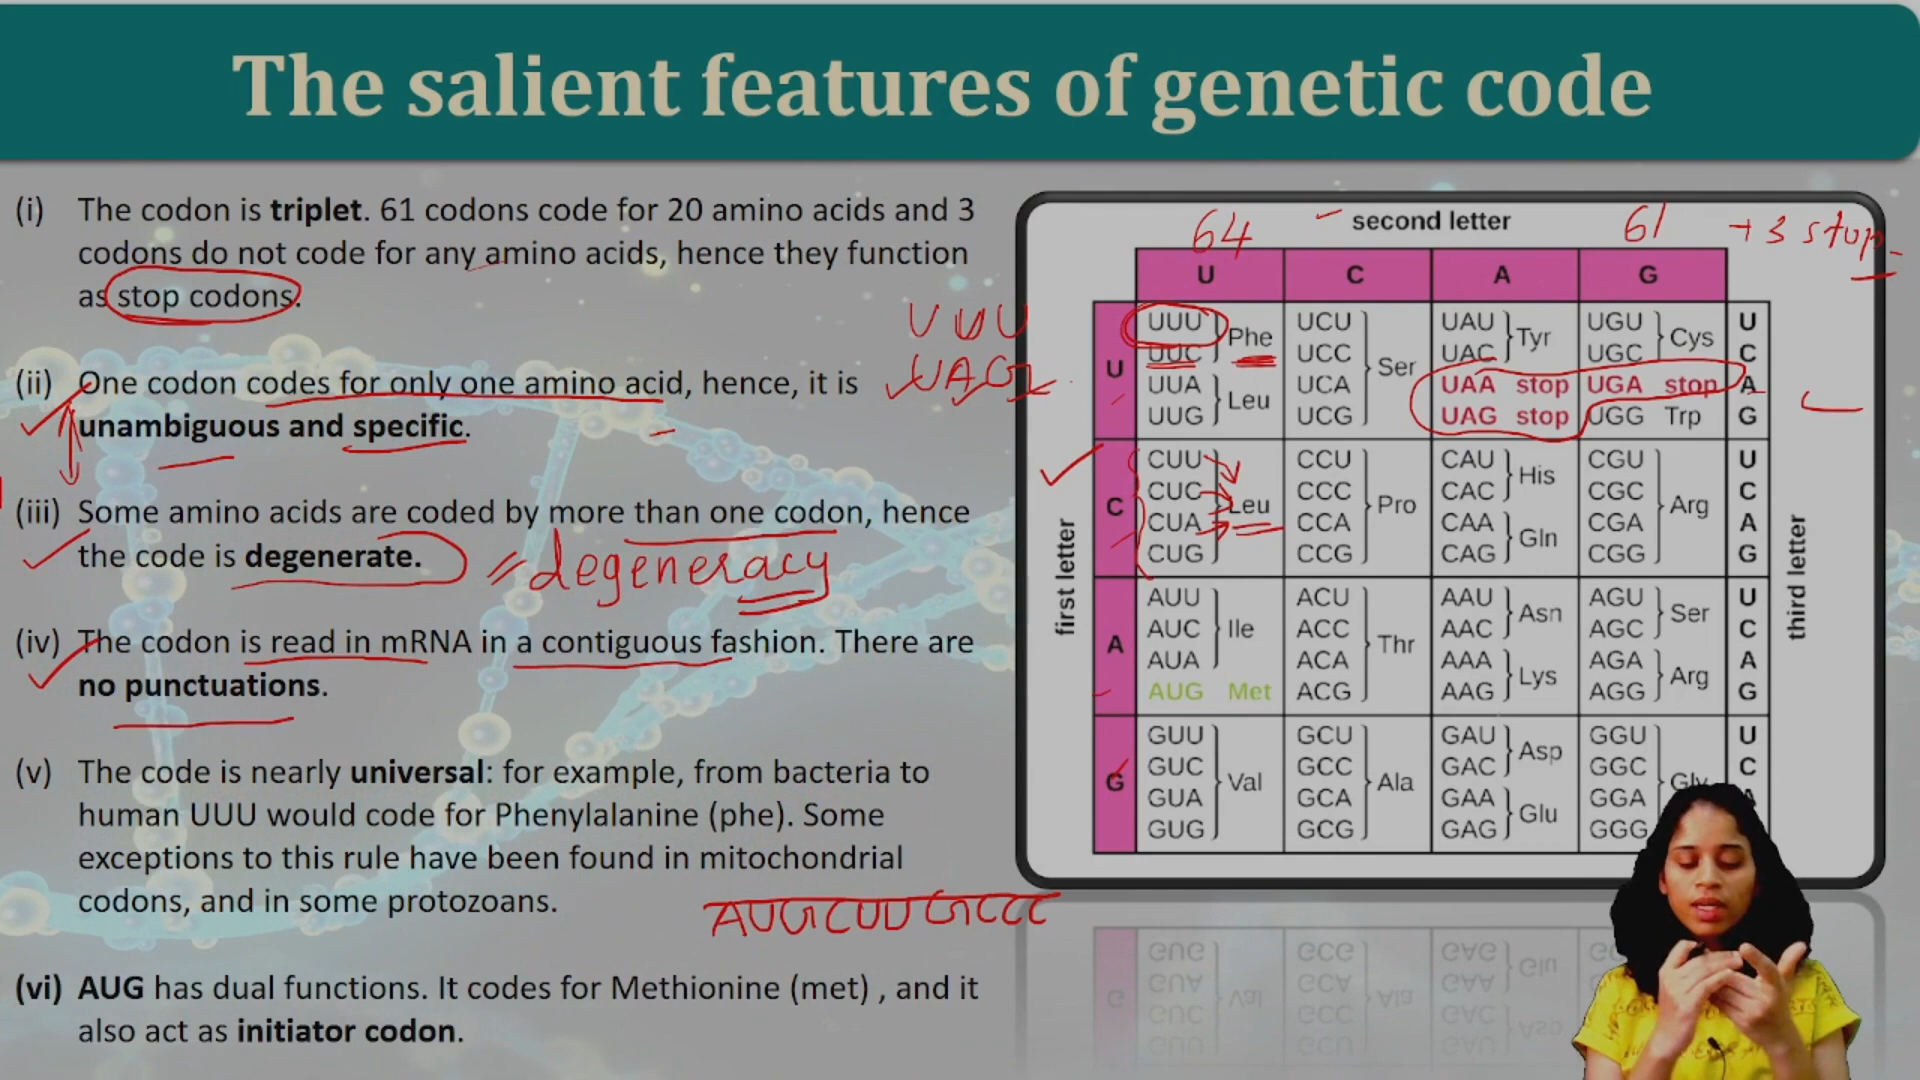 The salient features of genetic code
(i) The codon is triplet. 61 codons code for 20 amino acids and 3
codons do not code for any amino acids, hence they function
as stop codons.
(ii) One codon codes for only one amino acid, hence, it is
unambiguous and specific.
(iii) Some amino acids are coded by more than one codon, hence
the code is degenerate.
= degeneracy
(iv) The codon is read in mRNA in a contiguous fashion. There are
no punctuations.
(v) The code is nearly universal: for example, from bacteria to
human UUU would code for Phenylalanine (phe). Some
exceptions to this rule have been found in mitochondrial
codons, and in some protozoans.
AUGCUUGCCC
(vi) AUG has dual functions. It codes for Methionine (met) , and it
also act as initiator codon.
UUU
UAG
64 second letter 61 + 3 stop
U C A G
first letter
third letter
U
UUU UCU UAU UGU U
Phe Tyr Cys
UUC UCC UAC UGC C
Ser
UUA UCA UAA stop UGA stop A
Leu
UUG UCG UAG stop UGG Trp G
C
CUU CCU CAU CGU U
His
CUC CCC CAC CGC C
Leu Pro Arg
CUA CCA CAA CGA A
Gln
CUG CCG CAG CGG G
A
AUU ACU AAU AGU U
Asn Ser
AUC ACC AAC AGC C
Ile Thr
AUA ACA AAA AGA A
Lys Arg
AUG Met ACG AAG AGG G
G
GUU GCU GAU GGU U
Asp
GUC GCC GAC GGC C
Val Ala Gly
GUA GCA GAA GGA A
Glu
GUG GCG GAG GGG